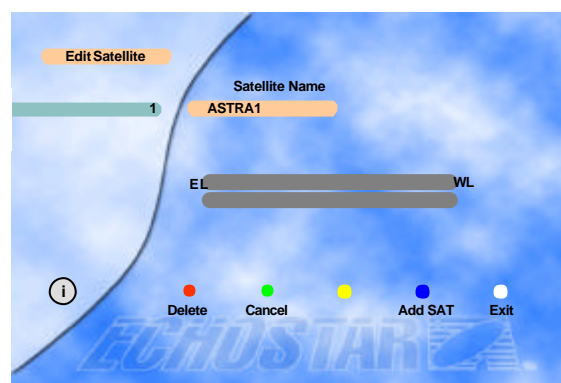 Edit Satellite
Satellite Name
1 ASTRA1
EL WL
i
Delete Cancel Add SAT Exit
ECHOSTAR